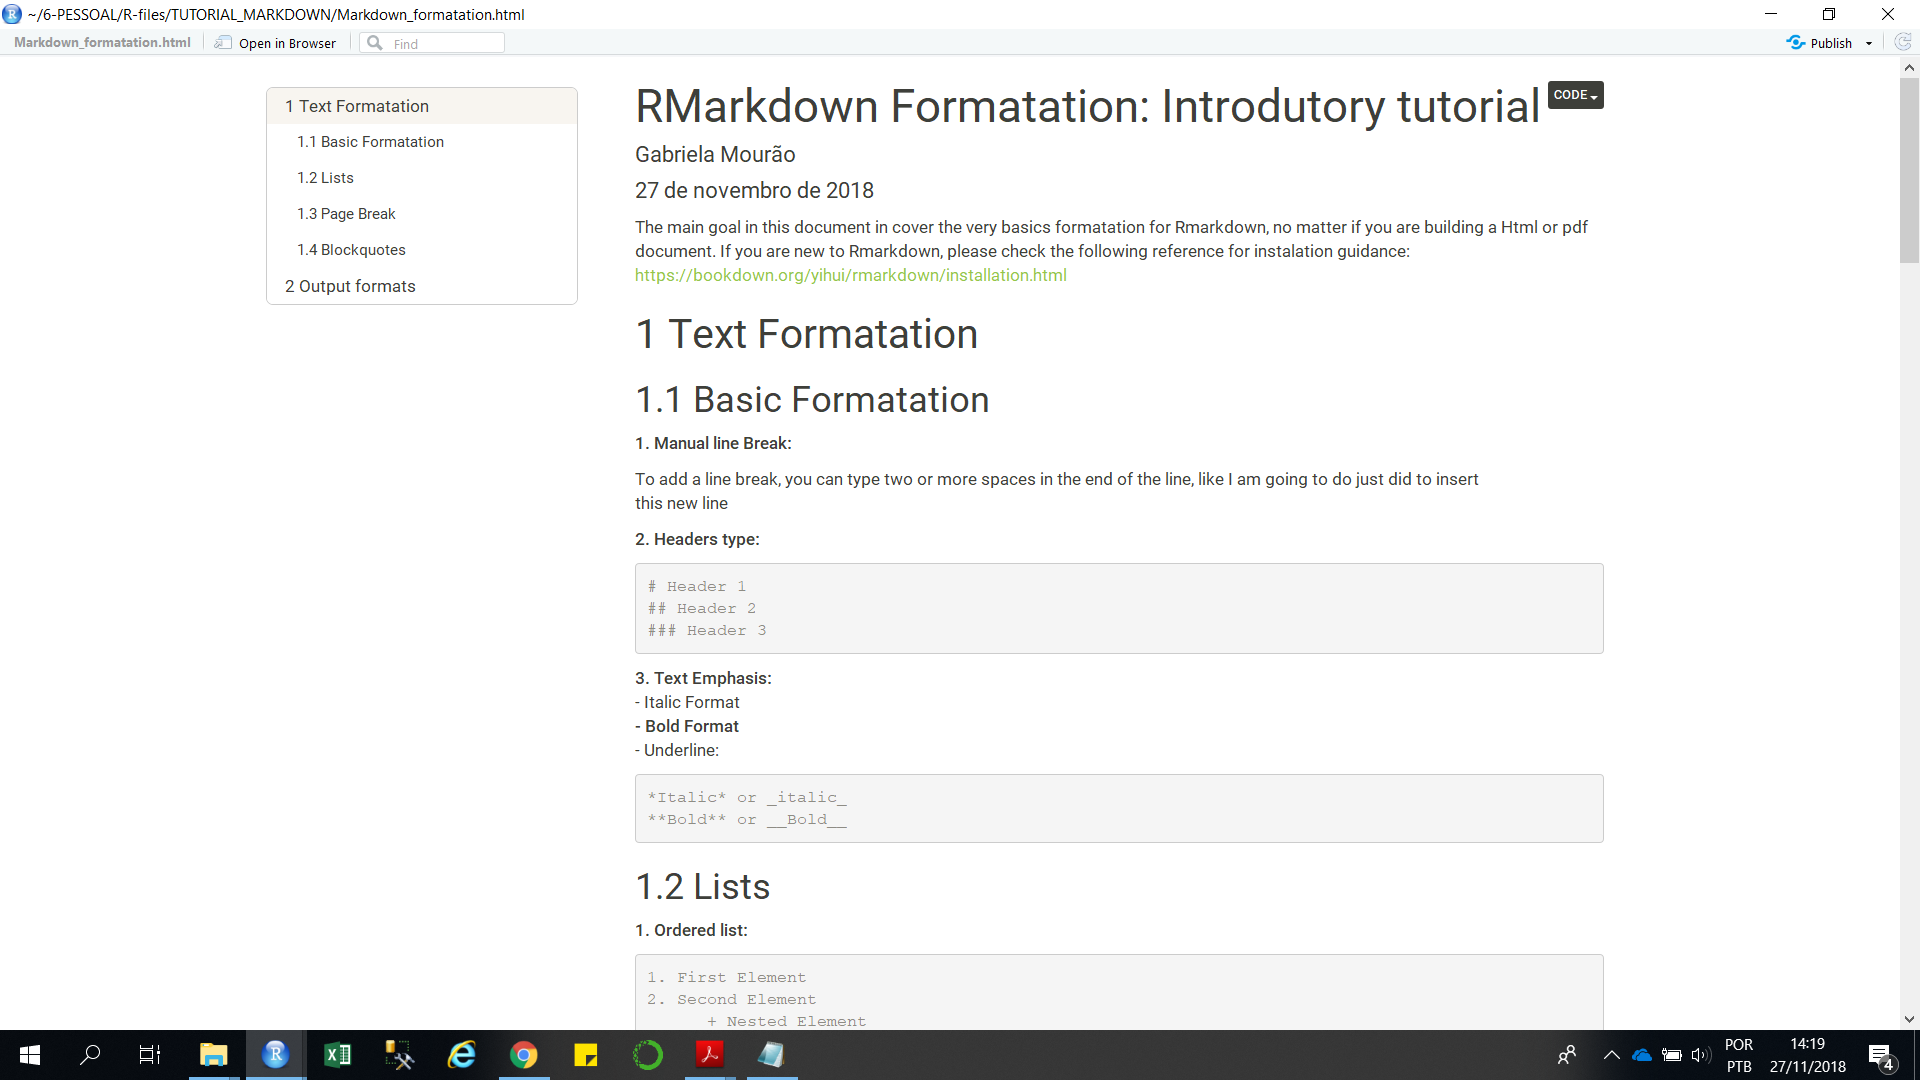 ~/6-PESSOAL/R-files/TUTORIAL_MARKDOWN/Markdown_formatation.html
Markdown_formatation.html
Open in Browser
Find
Publish
1 Text Formatation
1.1 Basic Formatation
1.2 Lists
1.3 Page Break
1.4 Blockquotes
2 Output formats
RMarkdown Formatation: Introdutory tutorial
CODE
Gabriela Mourão
27 de novembro de 2018
The main goal in this document in cover the very basics formatation for Rmarkdown, no matter if you are building a Html or pdf
document. If you are new to Rmarkdown, please check the following reference for instalation guidance:
https://bookdown.org/yihui/rmarkdown/installation.html
1 Text Formatation
1.1 Basic Formatation
1. Manual line Break:
To add a line break, you can type two or more spaces in the end of the line, like I am going to do just did to insert
this new line
2. Headers type:
# Header 1
## Header 2
### Header 3
3. Text Emphasis:
- Italic Format
- Bold Format
- Underline:
*Italic* or _italic_
**Bold** or __Bold__
1.2 Lists
1. Ordered list:
1. First Element
2. Second Element
+ Nested Element
POR
PTB
14:19
27/11/2018
4